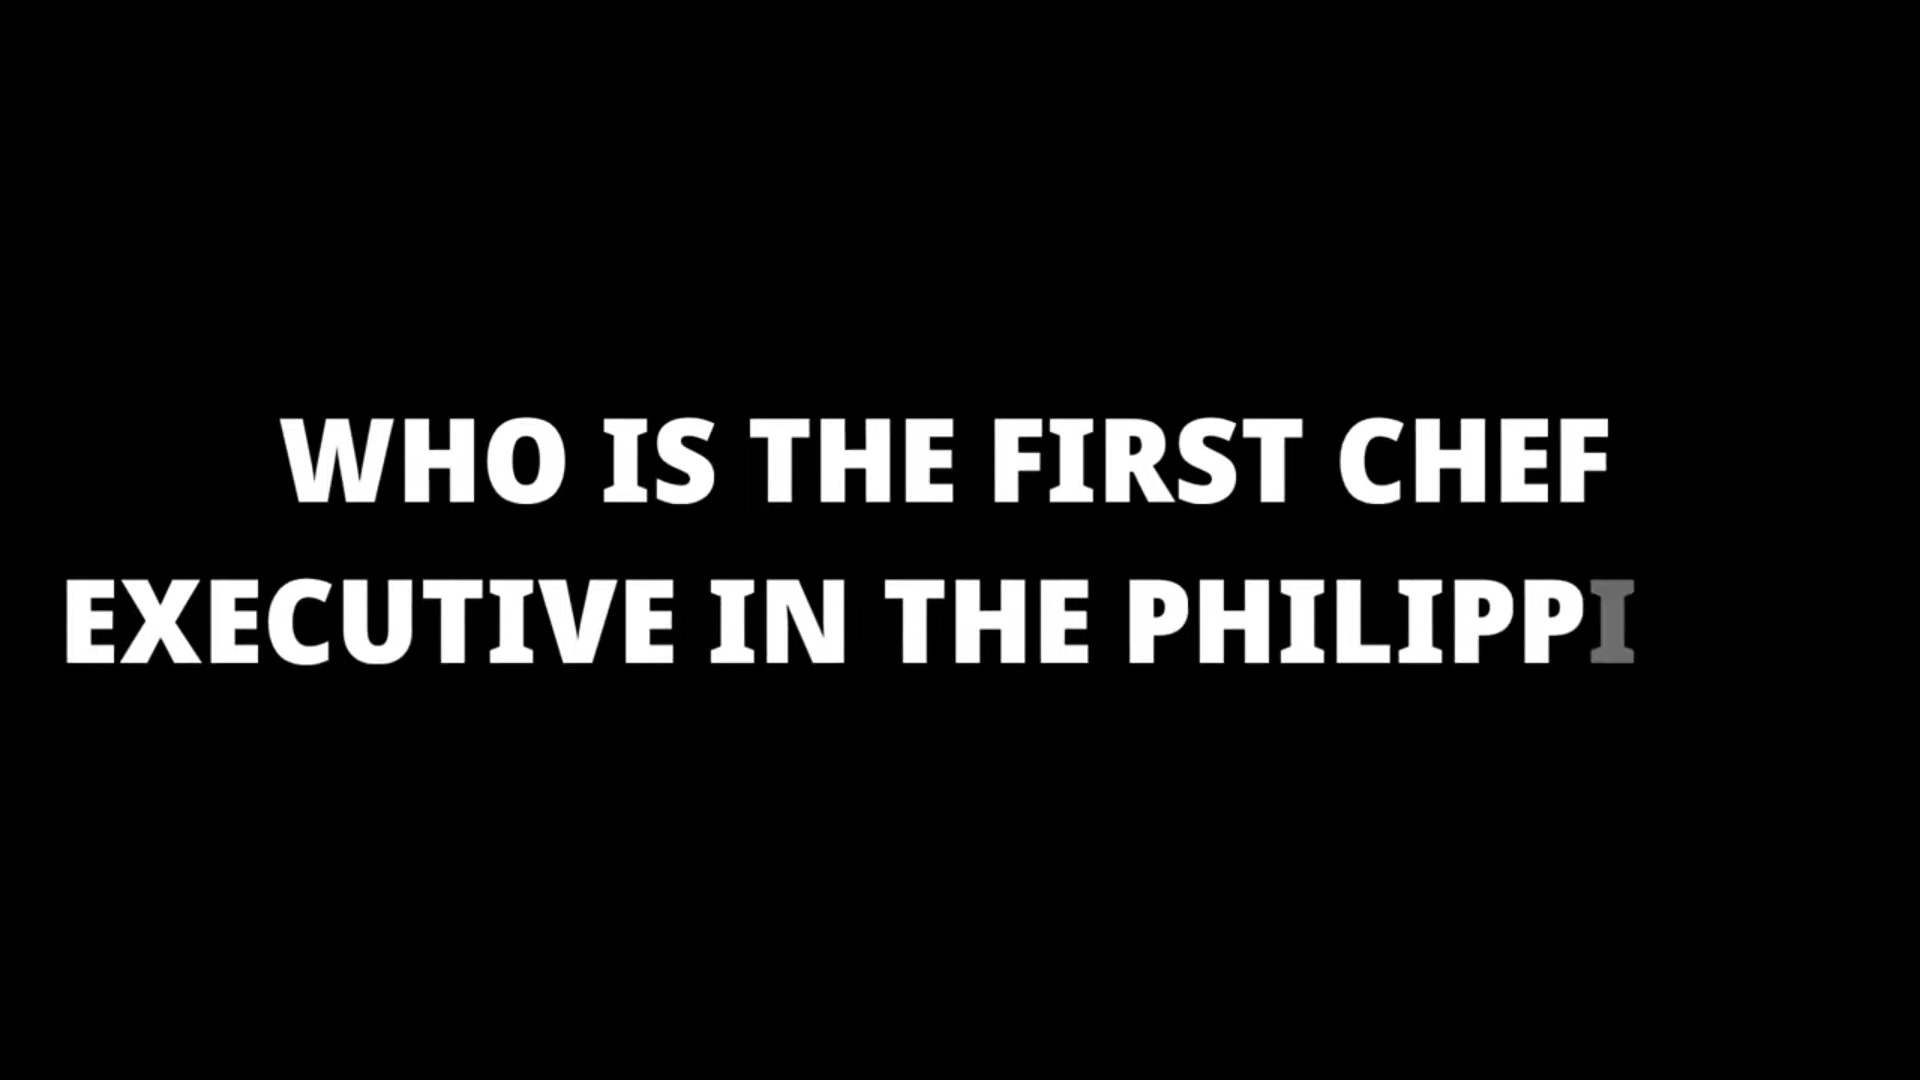 WHO IS THE FIRST CHEF
EXECUTIVE IN THE PHILIPPI